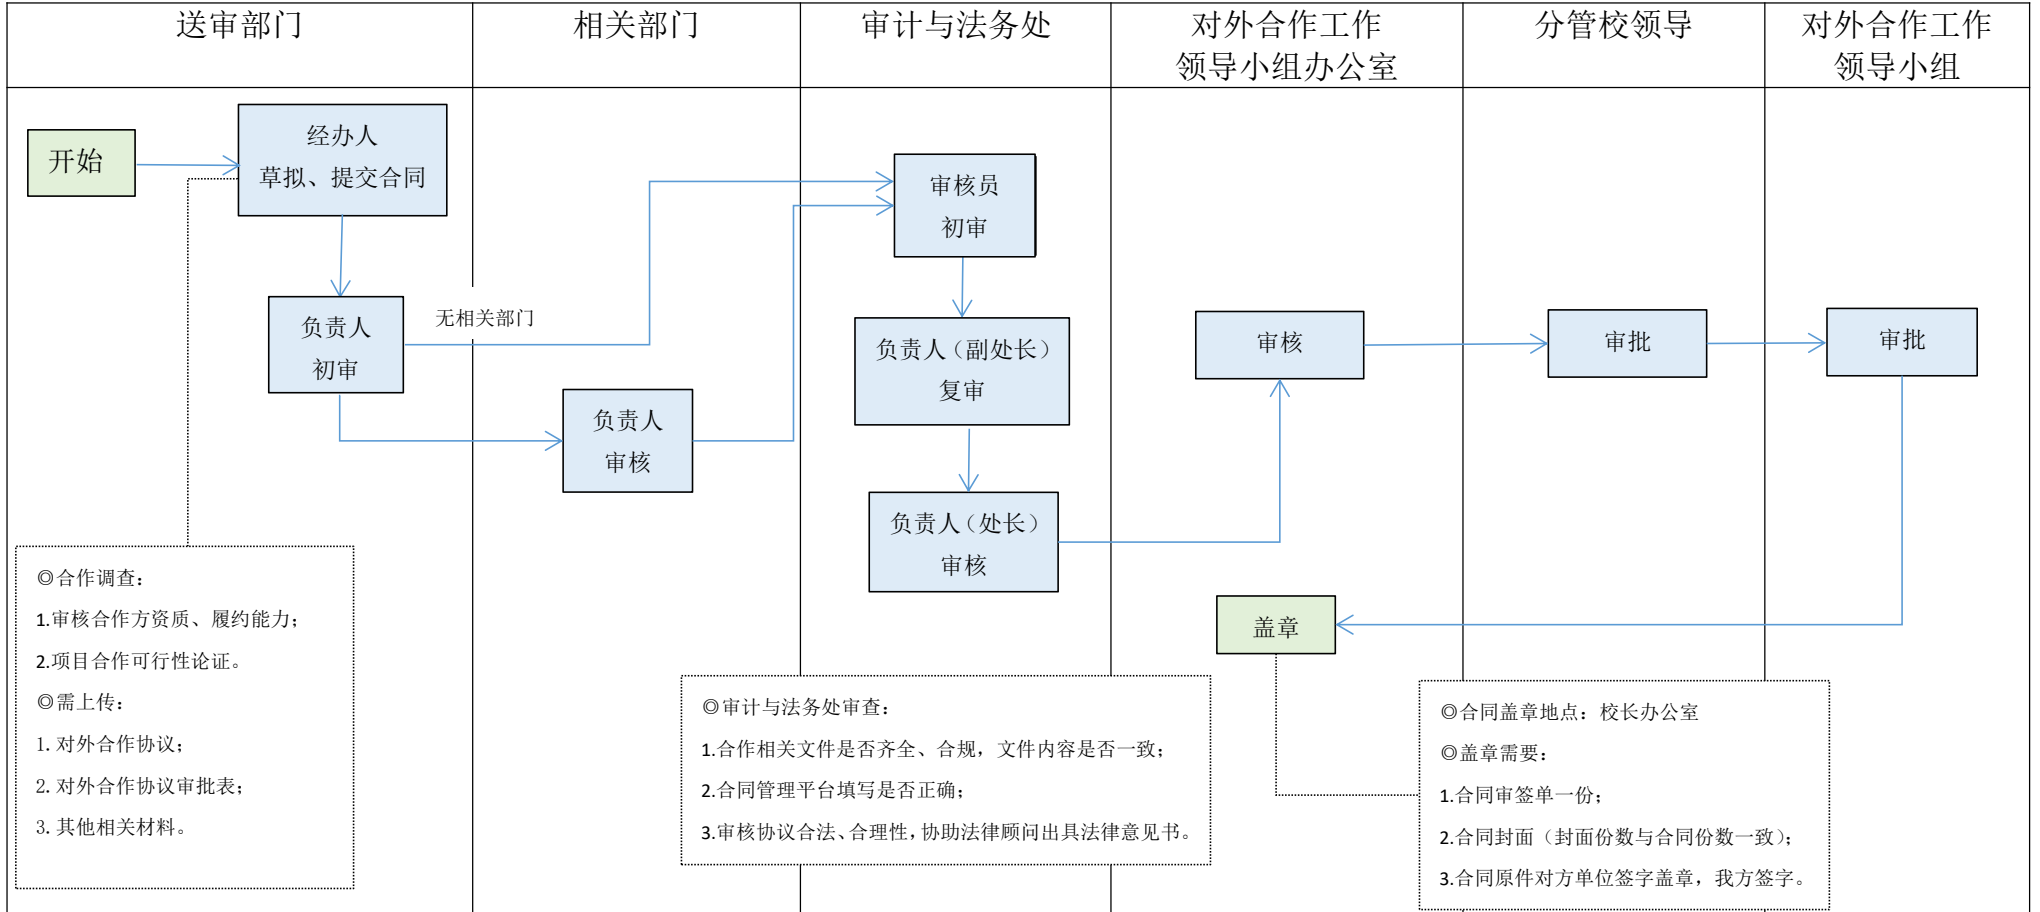 送审部门
相关部门
审计与法务处
对外合作工作
领导小组办公室
分管校领导
对外合作工作
领导小组
开始
经办人
草拟、提交合同
负责人
初审
无相关部门
负责人
审核
审核员
初审
负责人（副处长）
复审
负责人（处长）
审核
审核
审批
审批
盖章
◎合作调查：
1.审核合作方资质、履约能力；
2.项目合作可行性论证。
◎需上传：
1. 对外合作协议；
2. 对外合作协议审批表；
3. 其他相关材料。
◎审计与法务处审查：
1.合作相关文件是否齐全、合规，文件内容是否一致；
2.合同管理平台填写是否正确；
3.审核协议合法、合理性，协助法律顾问出具法律意见书。
◎合同盖章地点：校长办公室
◎盖章需要：
1.合同审签单一份；
2.合同封面（封面份数与合同份数一致）；
3.合同原件对方单位签字盖章，我方签字。